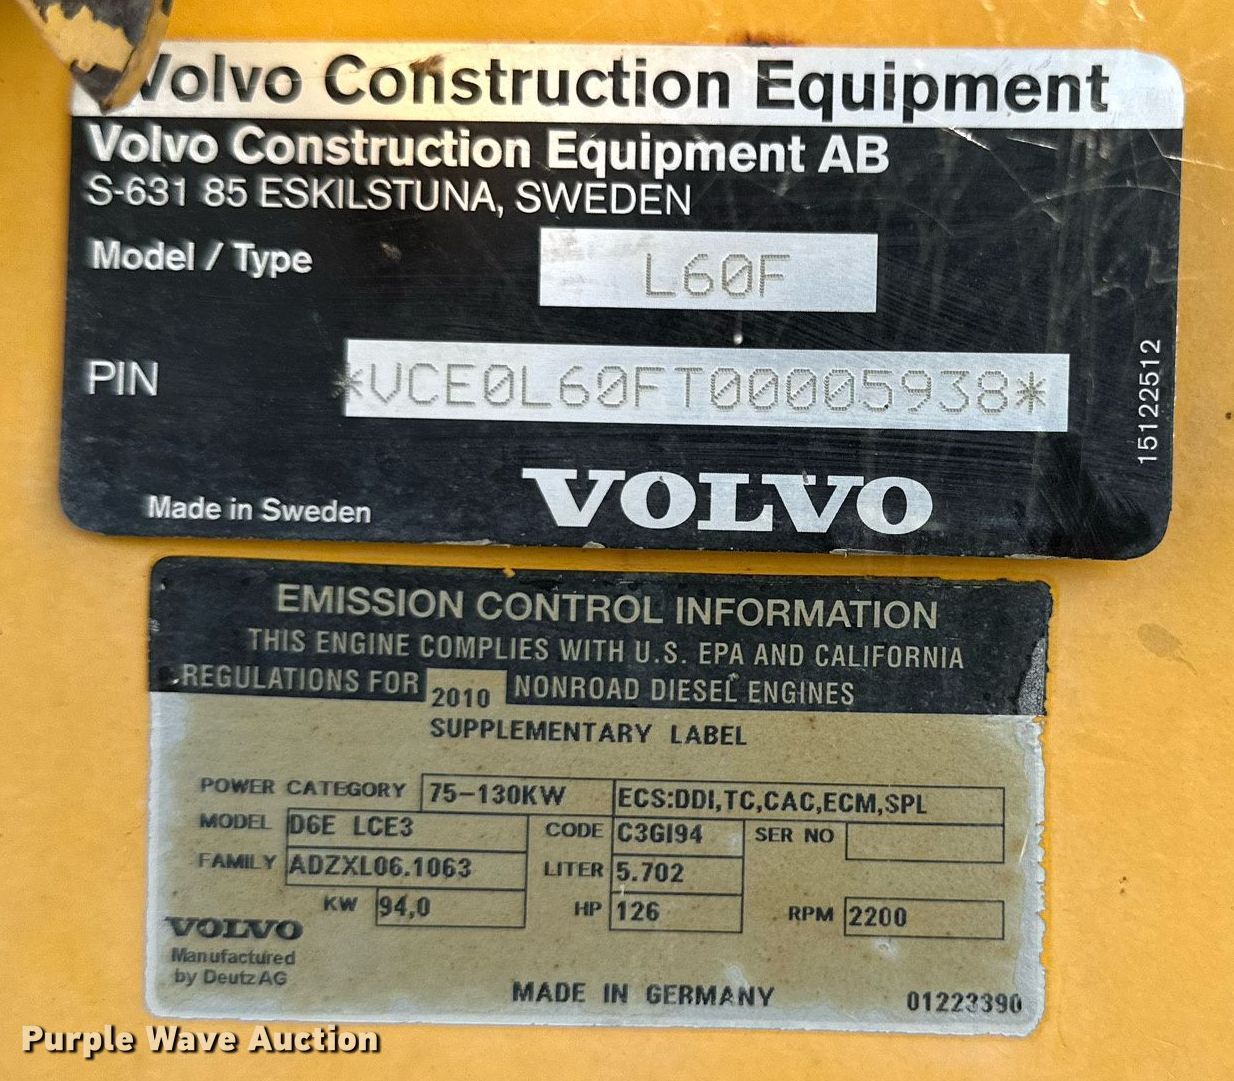 Volvo Construction Equipment
Volvo Construction Equipment AB
S-631 85 ESKILSTUNA, SWEDEN
Model / Type L60F
PIN *VCE0L60FT00005938*
15122512
Made in Sweden VOLVO
EMISSION CONTROL INFORMATION
THIS ENGINE COMPLIES WITH U.S. EPA AND CALIFORNIA
REGULATIONS FOR 2010 NONROAD DIESEL ENGINES
SUPPLEMENTARY LABEL
POWER CATEGORY 75-130KW ECS:DDI,TC,CAC,ECM,SPL
MODEL D6E LCE3 CODE C3GI94 SER NO
FAMILY ADZXL06.1063 LITER 5.702
KW 94,0 HP 126 RPM 2200
VOLVO
Manufactured
by Deutz AG
MADE IN GERMANY 01223390
Purple Wave Auction